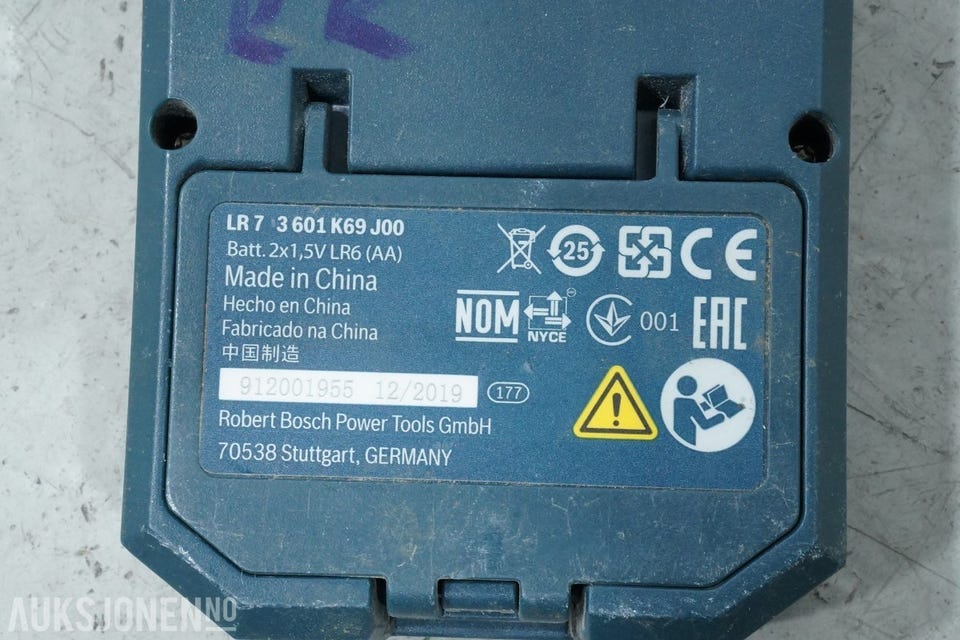 LR 7 3 601 K69 J00
Batt. 2x1,5V LR6 (AA)
Made in China
Hecho en China
Fabricado na China
中国制造
912001955 12/2019 177
Robert Bosch Power Tools GmbH
70538 Stuttgart, GERMANY
25 CE
NOM NYCE 001 EAC
AUKSJONEN.NO